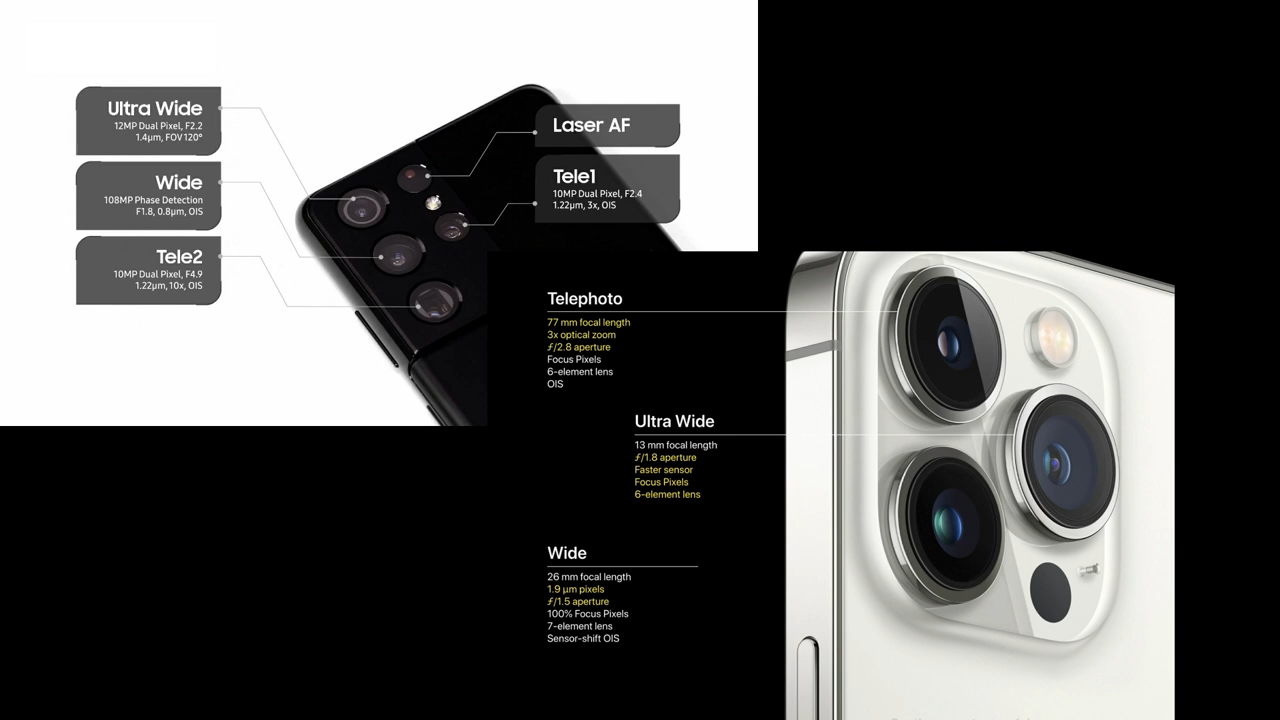 Ultra Wide
12MP Dual Pixel, F2.2
1.4µm, FOV 120°
Wide
108MP Phase Detection
F1.8, 0.8µm, OIS
Tele2
10MP Dual Pixel, F4.9
1.22µm, 10x, OIS
Laser AF
Tele1
10MP Dual Pixel, F2.4
1.22µm, 3x, OIS
Telephoto
77 mm focal length
3x optical zoom
ƒ/2.8 aperture
Focus Pixels
6-element lens
OIS
Ultra Wide
13 mm focal length
ƒ/1.8 aperture
Faster sensor
Focus Pixels
6-element lens
Wide
26 mm focal length
1.9 µm pixels
ƒ/1.5 aperture
100% Focus Pixels
7-element lens
Sensor-shift OIS